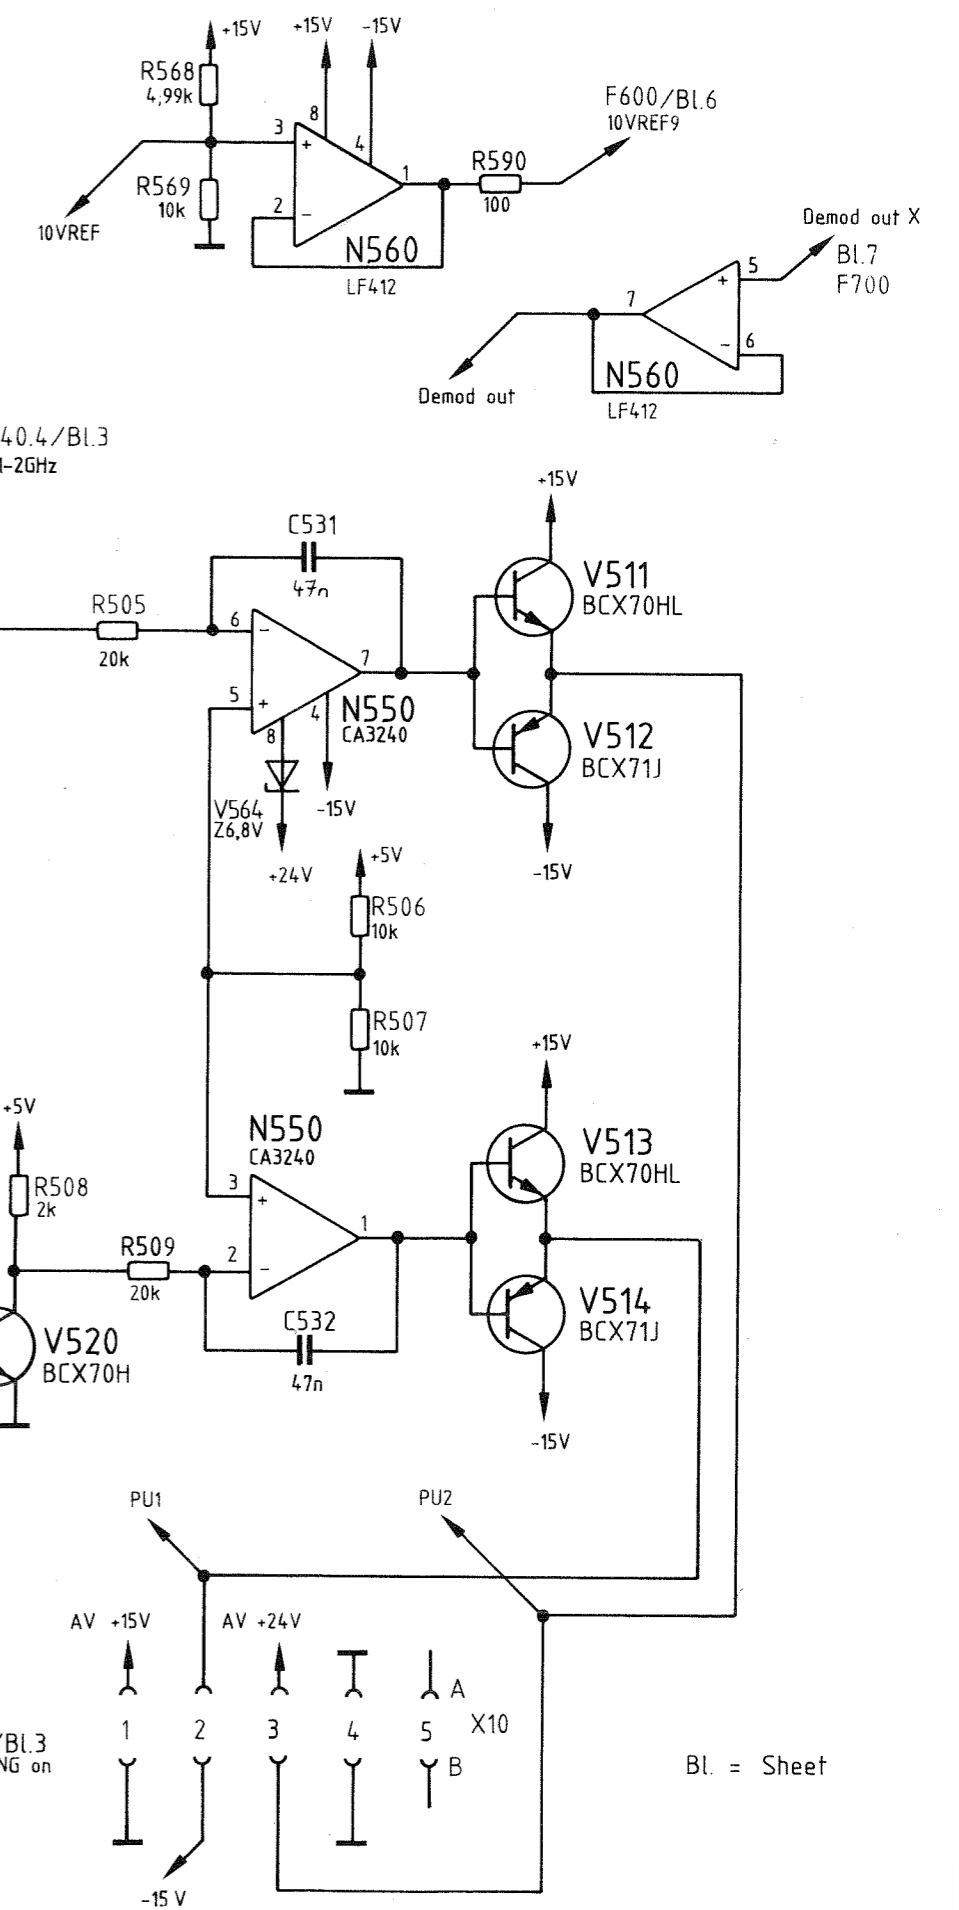 +15V
+15V
-15V
R568
4,99k
8
3
+
4
F600/Bl.6
10VREF9
1
R590
100
R569
10k
2
-
10VREF
N560
LF412
Demod out X
Bl.7
F700
5
+
7
-
6
N560
LF412
Demod out
40.4/Bl.3
1-2GHz
+15V
C531
47n
V511
BCX70HL
R505
20k
6
-
7
5
+
4
8
N550
CA3240
V512
BCX71J
V564
Z6,8V
-15V
+24V
-15V
+5V
R506
10k
R507
10k
+15V
+5V
N550
CA3240
V513
BCX70HL
R508
2k
3
+
1
R509
20k
2
-
C532
47n
V514
BCX71J
V520
BCX70H
-15V
PU1
PU2
AV +15V
AV +24V
A
X10
1
2
3
4
5
B
/Bl.3
NG on
Bl. = Sheet
-15 V